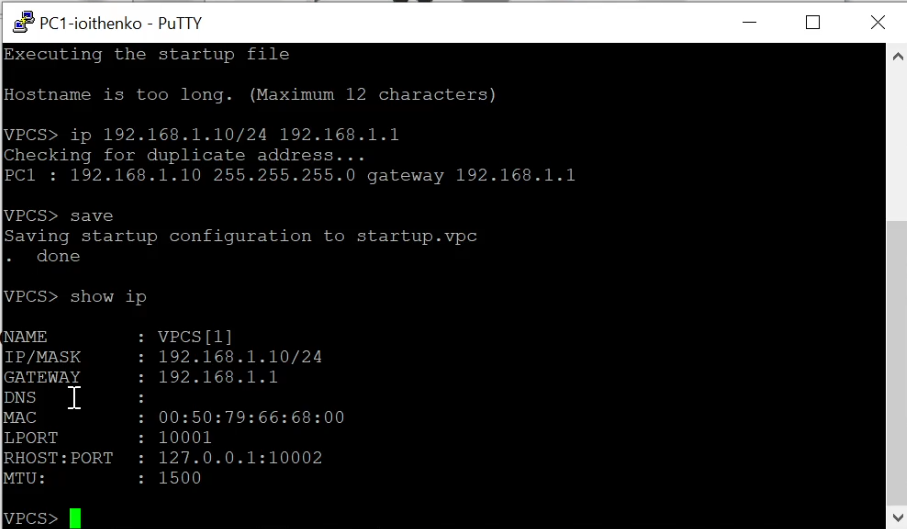 PC1-ioithenko - PuTTY
Executing the startup file
Hostname is too long. (Maximum 12 characters)
VPCS> ip 192.168.1.10/24 192.168.1.1
Checking for duplicate address...
PC1 : 192.168.1.10 255.255.255.0 gateway 192.168.1.1
VPCS> save
Saving startup configuration to startup.vpc
.  done
VPCS> show ip
NAME        : VPCS[1]
IP/MASK     : 192.168.1.10/24
GATEWAY     : 192.168.1.1
DNS         :
MAC         : 00:50:79:66:68:00
LPORT       : 10001
RHOST:PORT  : 127.0.0.1:10002
MTU:        : 1500
VPCS>